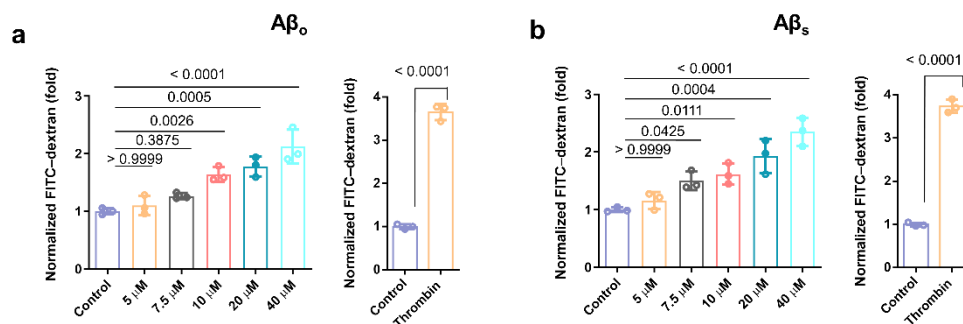 a
Aβo
Normalized FITC–dextran (fold)
3
2
1
0
< 0.0001
0.0005
0.0026
0.3875
> 0.9999
Control
5 µM
7.5 µM
10 µM
20 µM
40 µM
Normalized FITC–dextran (fold)
4
3
2
1
0
< 0.0001
Control
Thrombin
b
Aβs
Normalized FITC–dextran (fold)
3
2
1
0
<0.0001
0.0004
0.0111
0.0425
> 0.9999
Control
5 µM
7.5 µM
10 µM
20 µM
40 µM
Normalized FITC–dextran (fold)
4
3
2
1
0
< 0.0001
Control
Thrombin